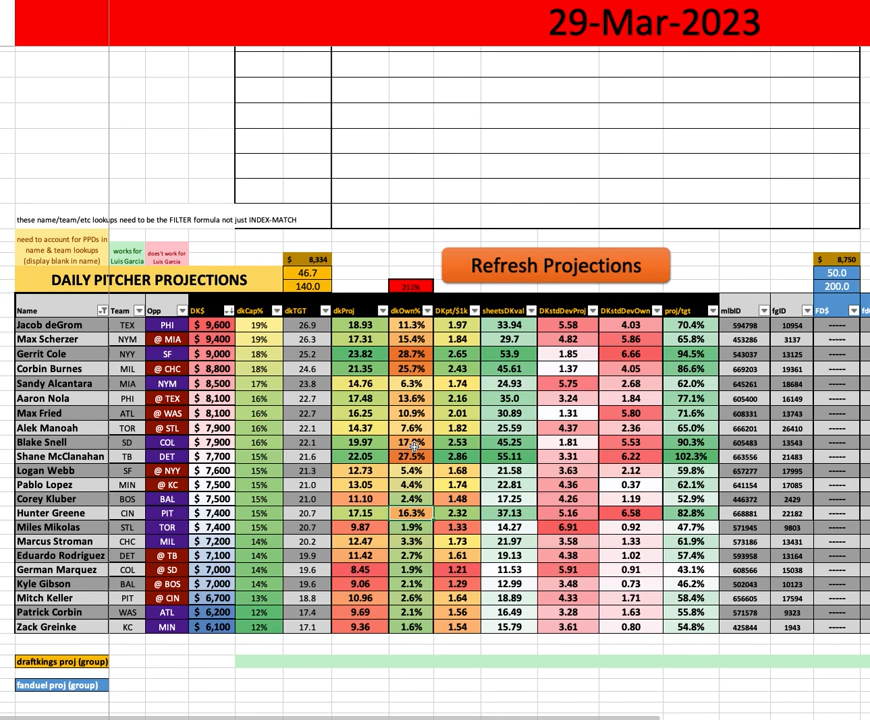 29-Mar-2023
these name/team/etc lookups need to be the FILTER formula not just INDEX-MATCH
need to account for PPDs in
name & team lookups
(display blank in name)
works for
Luis Garcia
does't work for
Luis Garcia
$ 8,334
$ 8,750
Refresh Projections
DAILY PITCHER PROJECTIONS
46.7
50.0
140.0
200.0
Name Team Opp DK$ dkCap% dkTGT dkProj dkOwn% DKpt/$1k sheetsDKval DKstdDevProj DKstdDevOwn proj/tgt mlbID fgID FD$
Jacob deGrom TEX PHI $ 9,600 19% 26.9 18.93 11.3% 1.97 33.94 5.58 4.03 70.4% 594798 10954 -----
Max Scherzer NYM @ MIA $ 9,400 19% 26.3 17.31 15.4% 1.84 29.7 4.82 5.86 65.8% 453286 3137 -----
Gerrit Cole NYY SF $ 9,000 18% 25.2 23.82 28.7% 2.65 53.9 1.85 6.66 94.5% 543037 13125 -----
Corbin Burnes MIL @ CHC $ 8,800 18% 24.6 21.35 25.7% 2.43 45.61 1.37 4.05 86.6% 669203 19361 -----
Sandy Alcantara MIA NYM $ 8,500 17% 23.8 14.76 6.3% 1.74 24.93 5.75 2.68 62.0% 645261 18684 -----
Aaron Nola PHI @ TEX $ 8,100 16% 22.7 17.48 13.6% 2.16 35.0 3.24 1.84 77.1% 605400 16149 -----
Max Fried ATL @ WAS $ 8,100 16% 22.7 16.25 10.9% 2.01 30.89 1.31 5.80 71.6% 608331 13743 -----
Alek Manoah TOR @ STL $ 7,900 16% 22.1 14.37 7.6% 1.82 25.59 4.37 2.36 65.0% 666201 26410 -----
Blake Snell SD COL $ 7,900 16% 22.1 19.97 2.53 45.25 1.81 5.53 90.3% 605483 13543 -----
Shane McClanahan TB DET $ 7,700 15% 21.6 22.05 27.5% 2.86 55.11 3.31 6.22 102.3% 663556 21483 -----
Logan Webb SF @ NYY $ 7,600 15% 21.3 12.73 5.4% 1.68 21.58 3.63 2.12 59.8% 657277 17995 -----
Pablo Lopez MIN @ KC $ 7,500 15% 21.0 13.05 4.4% 1.74 22.81 4.36 0.37 62.1% 641154 17085 -----
Corey Kluber BOS BAL $ 7,500 15% 21.0 11.10 2.4% 1.48 17.25 4.26 1.19 52.9% 446372 2429 -----
Hunter Greene CIN PIT $ 7,400 15% 20.7 17.15 16.3% 2.32 37.13 5.16 6.58 82.8% 668881 22182 -----
Miles Mikolas STL TOR $ 7,400 15% 20.7 9.87 1.9% 1.33 14.27 6.91 0.92 47.7% 571945 9803 -----
Marcus Stroman CHC MIL $ 7,200 14% 20.2 12.47 3.3% 1.73 21.97 3.58 1.33 61.9% 573186 13431 -----
Eduardo Rodriguez DET @ TB $ 7,100 14% 19.9 11.42 2.7% 1.61 19.13 4.38 1.02 57.4% 593958 13164 -----
German Marquez COL @ SD $ 7,000 14% 19.6 8.45 1.9% 1.21 11.53 5.91 0.91 43.1% 608566 15038 -----
Kyle Gibson BAL @ BOS $ 7,000 14% 19.6 9.06 2.1% 1.29 12.99 3.48 0.73 46.2% 502043 10123 -----
Mitch Keller PIT @ CIN $ 6,700 13% 18.8 10.96 2.6% 1.64 18.89 4.33 1.71 58.4% 656605 17594 -----
Patrick Corbin WAS ATL $ 6,200 12% 17.4 9.69 2.1% 1.56 16.49 3.28 1.63 55.8% 571578 9323 -----
Zack Greinke KC MIN $ 6,100 12% 17.1 9.36 1.6% 1.54 15.79 3.61 0.80 54.8% 425844 1943 -----
draftkings proj (group)
fanduel proj (group)